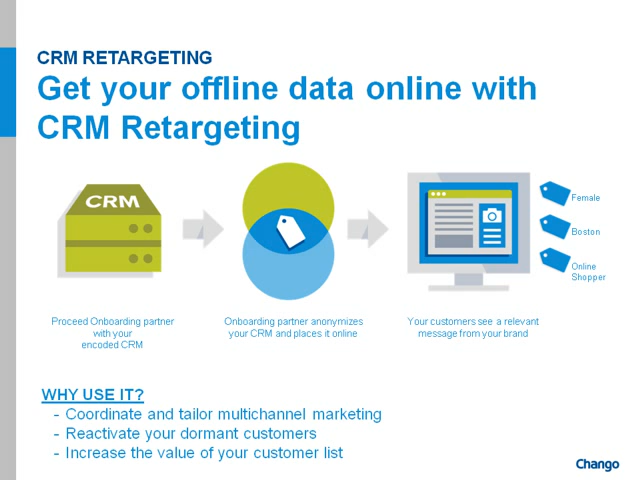 CRM RETARGETING
Get your offline data online with
CRM Retargeting
CRM
Female
Boston
Online
Shopper
Proceed Onboarding partner
with your
encoded CRM
Onboarding partner anonymizes
your CRM and places it online
Your customers see a relevant
message from your brand
WHY USE IT?
- Coordinate and tailor multichannel marketing
- Reactivate your dormant customers
- Increase the value of your customer list
Chango